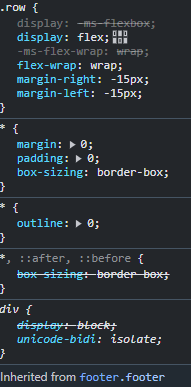 .row {
display: -ms-flexbox;
display: flex;
-ms-flex-wrap: wrap;
flex-wrap: wrap;
margin-right: -15px;
margin-left: -15px;
}
* {
margin: ▶ 0;
padding: ▶ 0;
box-sizing: border-box;
}
* {
outline: ▶ 0;
}
*, ::after, ::before {
box-sizing: border-box;
}
div {
display: block;
unicode-bidi: isolate;
}
Inherited from footer.footer